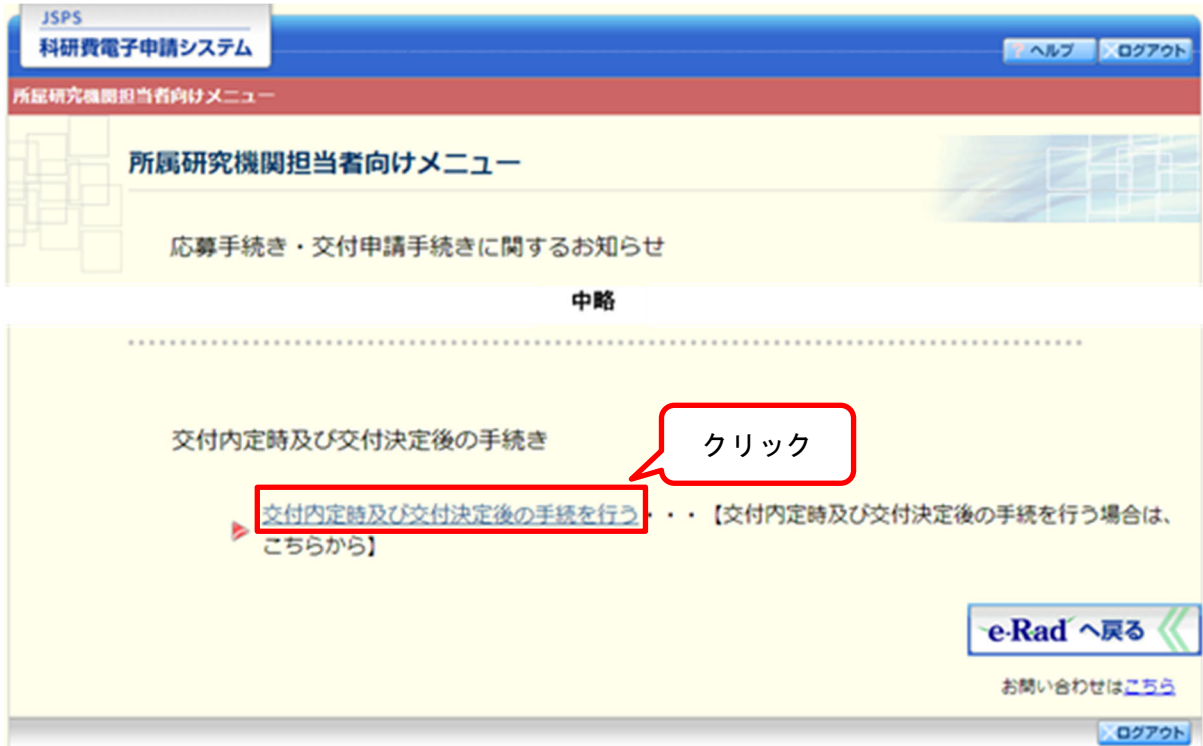 JSPS
科研費電子申請システム
? ヘルプ ログアウト
所属研究機関担当者向けメニュー
所属研究機関担当者向けメニュー
応募手続き・交付申請手続きに関するお知らせ
中略
交付内定時及び交付決定後の手続き
クリック
交付内定時及び交付決定後の手続を行う・・・【交付内定時及び交付決定後の手続を行う場合は、
こちらから】
e-Rad へ戻る
お問い合わせはこちら
ログアウト